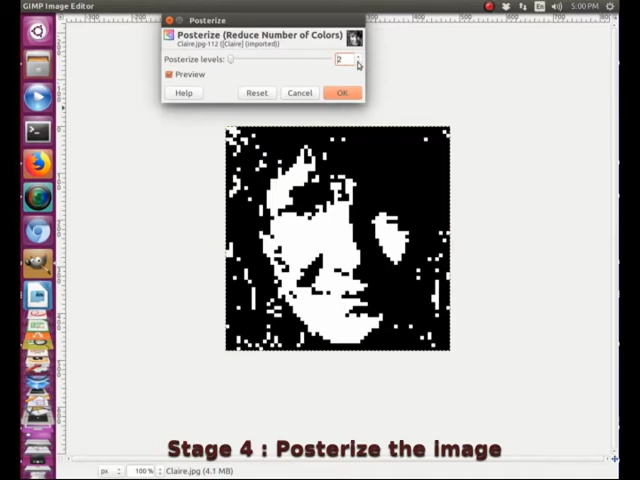 GIMP Image Editor
En
5:00 PM
Posterize
Posterize (Reduce Number of Colors)
Claire.jpg-112 ([Claire] (imported))
Posterize levels:
2
Preview
Help
Reset
Cancel
OK
Stage 4 : Posterize the image
px
100 %
Claire.jpg (4.1 MB)